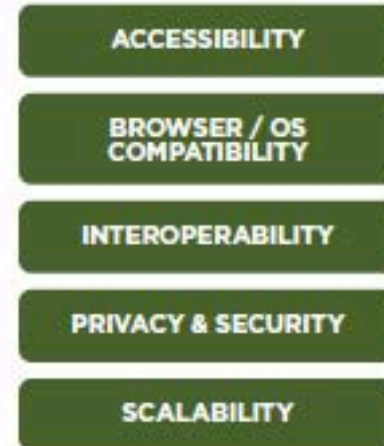 ACCESSIBILITY
BROWSER / OS
COMPATIBILITY
INTEROPERABILITY
PRIVACY & SECURITY
SCALABILITY